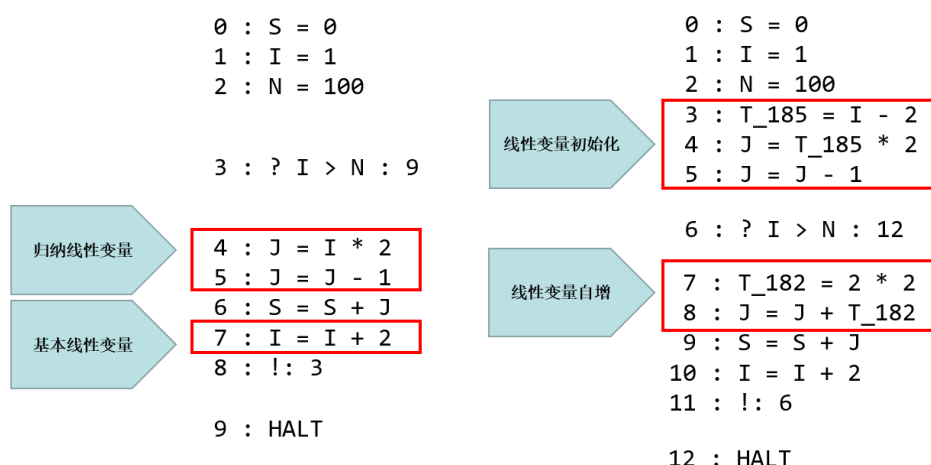 0 : S = 0
1 : I = 1
2 : N = 100
3 : ? I > N : 9
归纳线性变量
4 : J = I * 2
5 : J = J - 1
6 : S = S + J
基本线性变量
7 : I = I + 2
8 : !: 3
9 : HALT
0 : S = 0
1 : I = 1
2 : N = 100
线性变量初始化
3 : T_185 = I - 2
4 : J = T_185 * 2
5 : J = J - 1
6 : ? I > N : 12
线性变量自增
7 : T_182 = 2 * 2
8 : J = J + T_182
9 : S = S + J
10 : I = I + 2
11 : !: 6
12 : HALT